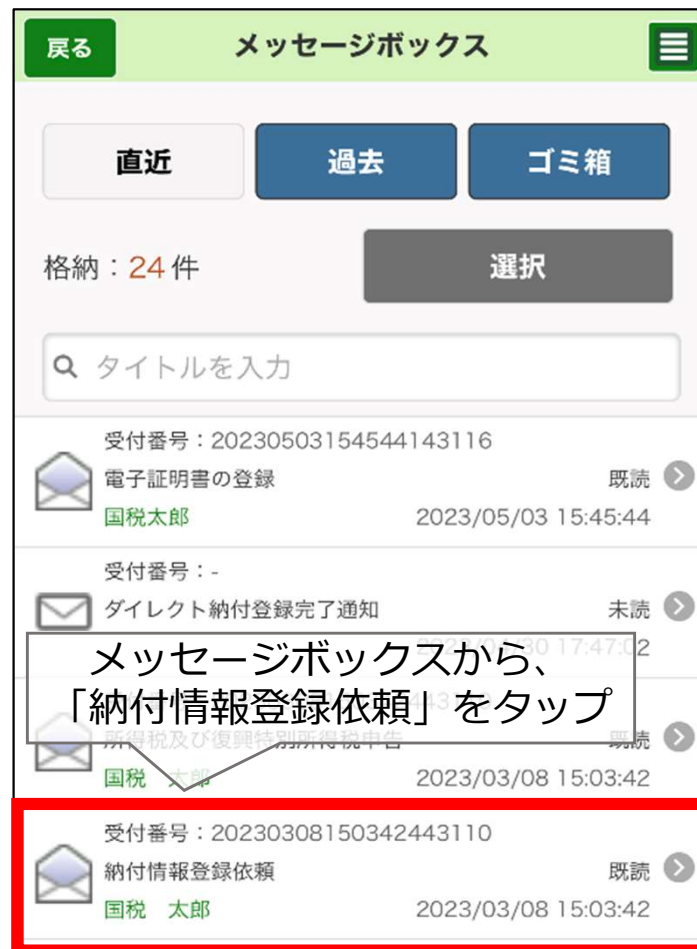 戻る
メッセージボックス
直近
過去
ゴミ箱
格納：24件
選択
タイトルを入力
受付番号：20230503154544143116
電子証明書の登録
既読
国税太郎
2023/05/03 15:45:44
受付番号：-
ダイレクト納付登録完了通知
未読
17:47:02
メッセージボックスから、
「納付情報登録依頼」をタップ
所得税及び復興特別所得税申告
既読
国税　太郎
2023/03/08 15:03:42
受付番号：20230308150342443110
納付情報登録依頼
既読
国税　太郎
2023/03/08 15:03:42